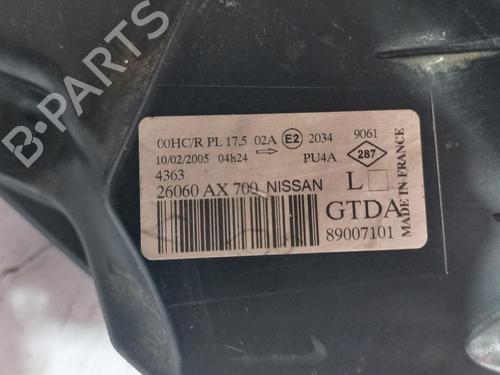 B-PARTS
00HC/R PL 17,5 02A E2 2034 9061
10/02/2005 04h24 PU4A 287
4363
26060 AX 709 NISSAN L
GTDA
89007101
MADE IN FRANCE